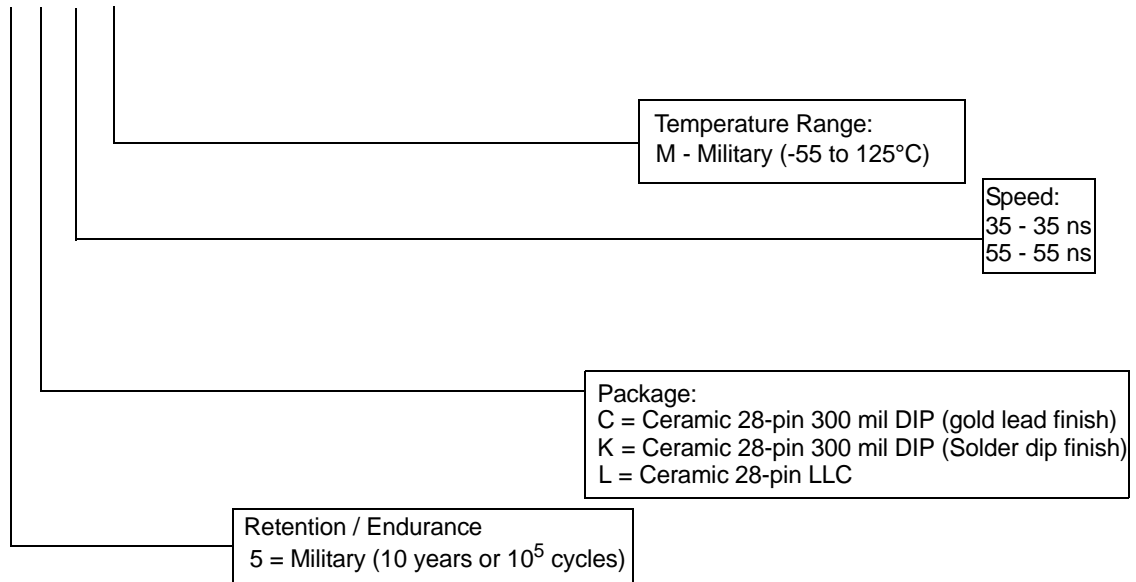 Temperature Range:
M - Military (-55 to 125°C)
Speed:
35 - 35 ns
55 - 55 ns
Package:
C = Ceramic 28-pin 300 mil DIP (gold lead finish)
K = Ceramic 28-pin 300 mil DIP (Solder dip finish)
L = Ceramic 28-pin LLC
Retention / Endurance
5 = Military (10 years or 10⁵ cycles)